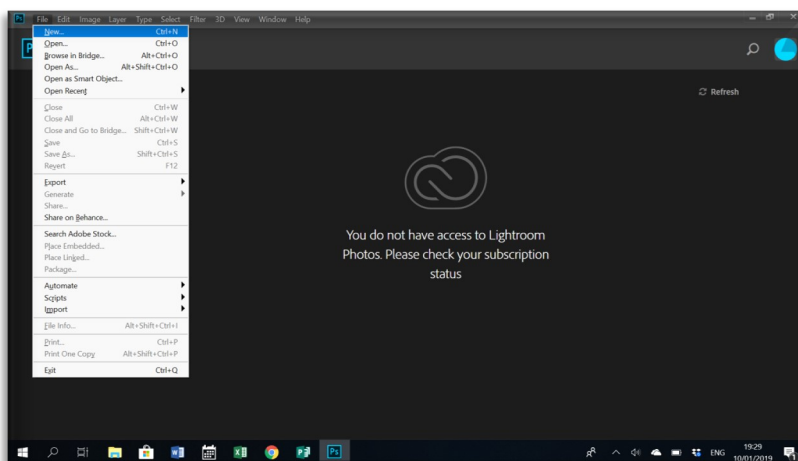 Ps File Edit Image Layer Type Select Filter 3D View Window Help
New... Ctrl+N
Open... Ctrl+O
Browse in Bridge... Alt+Ctrl+O
Open As... Alt+Shift+Ctrl+O
Open as Smart Object...
Open Recent
Close Ctrl+W
Close All Alt+Ctrl+W
Close and Go to Bridge... Shift+Ctrl+W
Save Ctrl+S
Save As... Shift+Ctrl+S
Revert F12
Export
Generate
Share...
Share on Behance...
Search Adobe Stock...
Place Embedded...
Place Linked...
Package...
Automate
Scripts
Import
File Info... Alt+Shift+Ctrl+I
Print... Ctrl+P
Print One Copy Alt+Shift+Ctrl+P
Exit Ctrl+Q
Refresh
You do not have access to Lightroom
Photos. Please check your subscription
status
Ps
ENG
19:29
10/01/2019